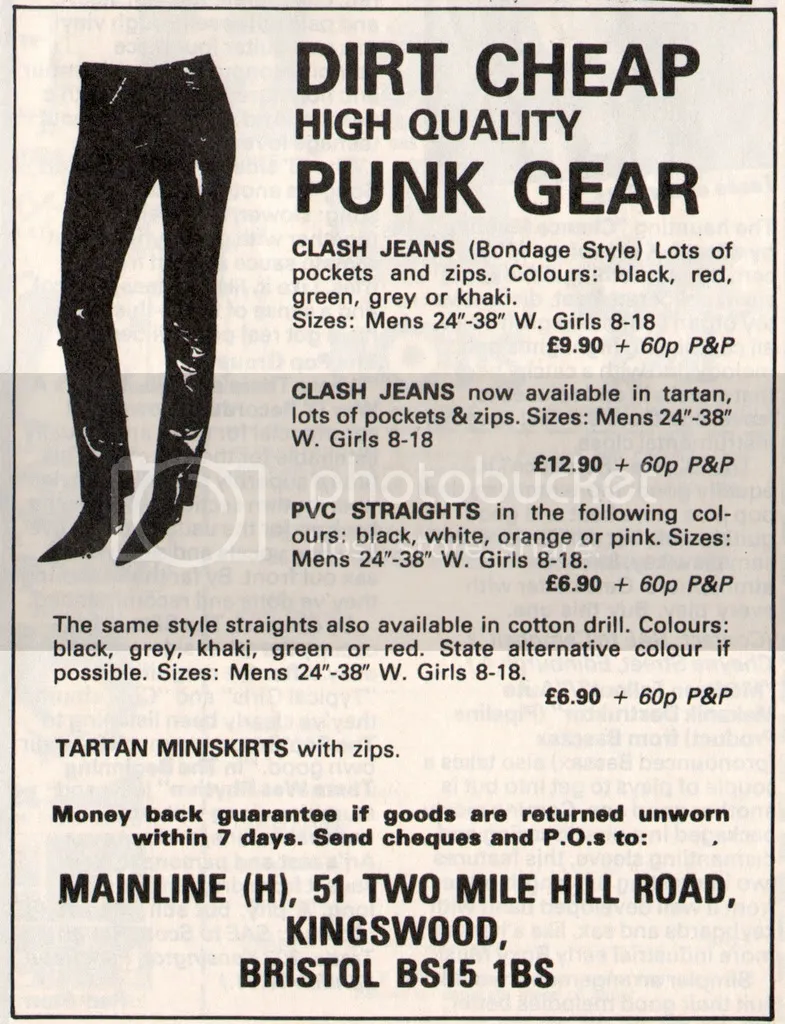 DIRT CHEAP
HIGH QUALITY
PUNK GEAR
CLASH JEANS (Bondage Style) Lots of
pockets and zips. Colours: black, red,
green, grey or khaki.
Sizes: Mens 24"-38" W. Girls 8-18
£9.90 + 60p P&P
CLASH JEANS now available in tartan,
lots of pockets & zips. Sizes: Mens 24"-38"
W. Girls 8-18
£12.90 + 60p P&P
photobucket
PVC STRAIGHTS in the following col-
ours: black, white, orange or pink. Sizes:
Mens 24"-38" W. Girls 8-18.
£6.90 + 60p P&P
The same style straights also available in cotton drill. Colours:
black, grey, khaki, green or red. State alternative colour if
possible. Sizes: Mens 24"-38" W. Girls 8-18.
£6.90 + 60p P&P
TARTAN MINISKIRTS with zips.
Money back guarantee if goods are returned unworn
within 7 days. Send cheques and P.O.s to:
MAINLINE (H), 51 TWO MILE HILL ROAD,
KINGSWOOD,
BRISTOL BS15 1BS